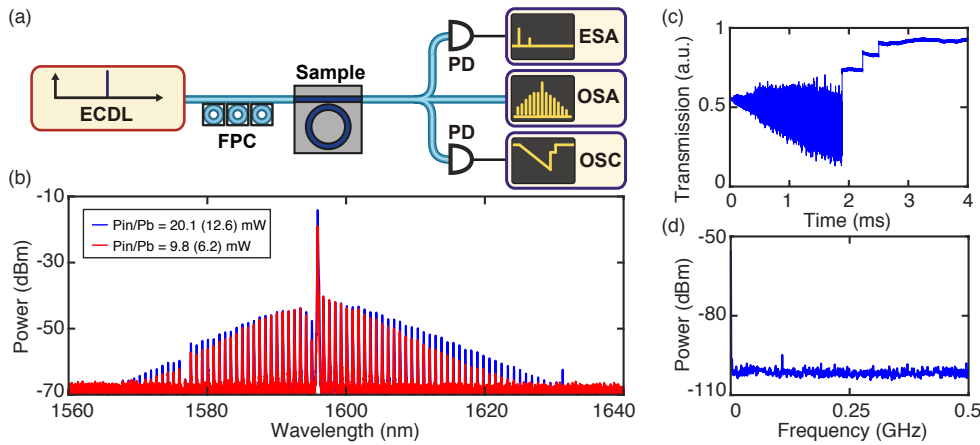 (a)
ECDL
FPC
Sample
PD
PD
ESA
OSA
OSC
(b)
-10
-30
-50
-70
Power (dBm)
Pin/Pb = 20.1 (12.6) mW
Pin/Pb = 9.8 (6.2) mW
1560
1580
1600
1620
1640
Wavelength (nm)
(c)
1
0.5
0
Transmission (a.u.)
0
1
2
3
4
Time (ms)
(d)
-50
-80
-110
Power (dBm)
0
0.25
0.5
Frequency (GHz)